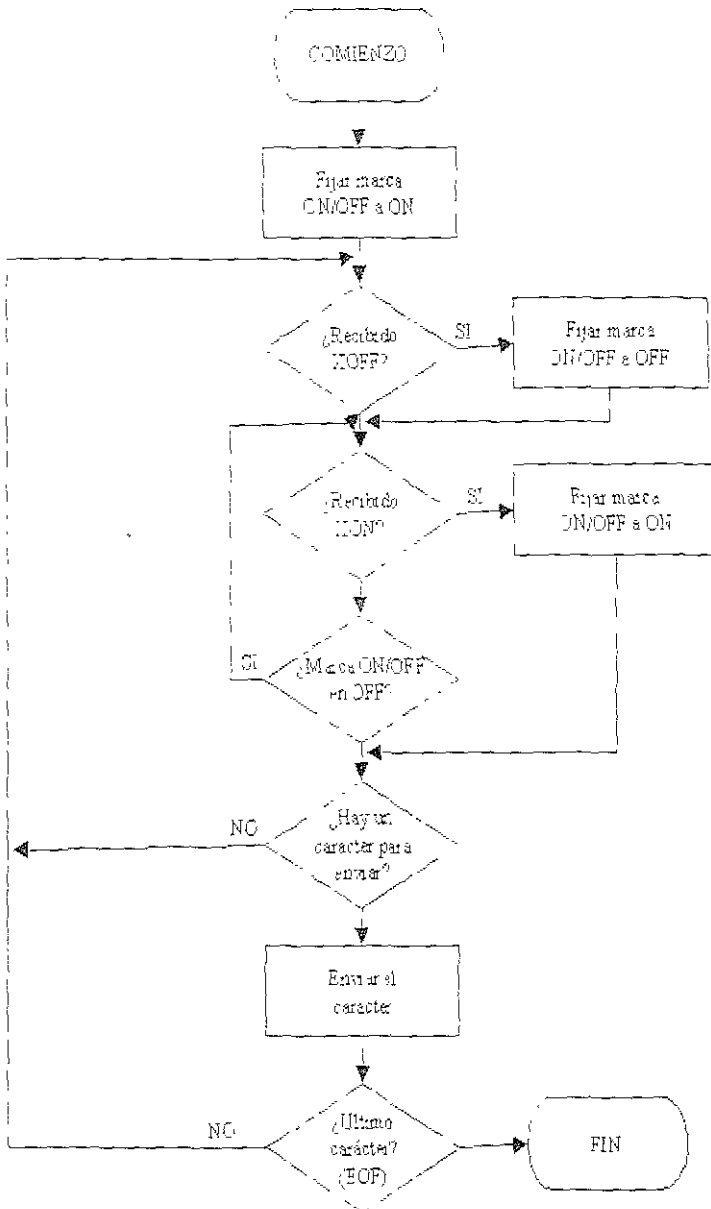 COMIENZO
Fijar marca
ON/OFF a ON
¿Recibido
XOFF?
SI
Fijar marca
ON/OFF a OFF
¿Recibido
XON?
SI
Fijar marca
ON/OFF a ON
¿Marca ON/OFF
en OFF?
SI
¿Hay un
caracter para
enviar?
NO
Enviar el
carácter
¿Ultimo
carácter?
(EOF)
NO
FIN